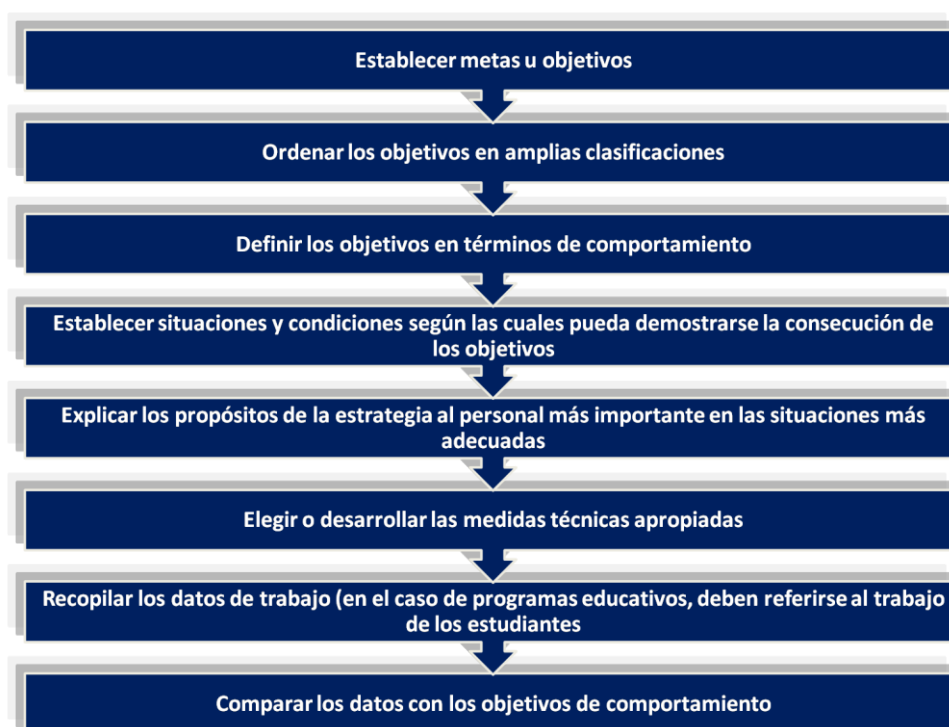 Establecer metas u objetivos
Ordenar los objetivos en amplias clasificaciones
Definir los objetivos en términos de comportamiento
Establecer situaciones y condiciones según las cuales pueda demostrarse la consecución de
los objetivos
Explicar los propósitos de la estrategia al personal más importante en las situaciones más
adecuadas
Elegir o desarrollar las medidas técnicas apropiadas
Recopilar los datos de trabajo (en el caso de programas educativos, deben referirse al trabajo
de los estudiantes
Comparar los datos con los objetivos de comportamiento